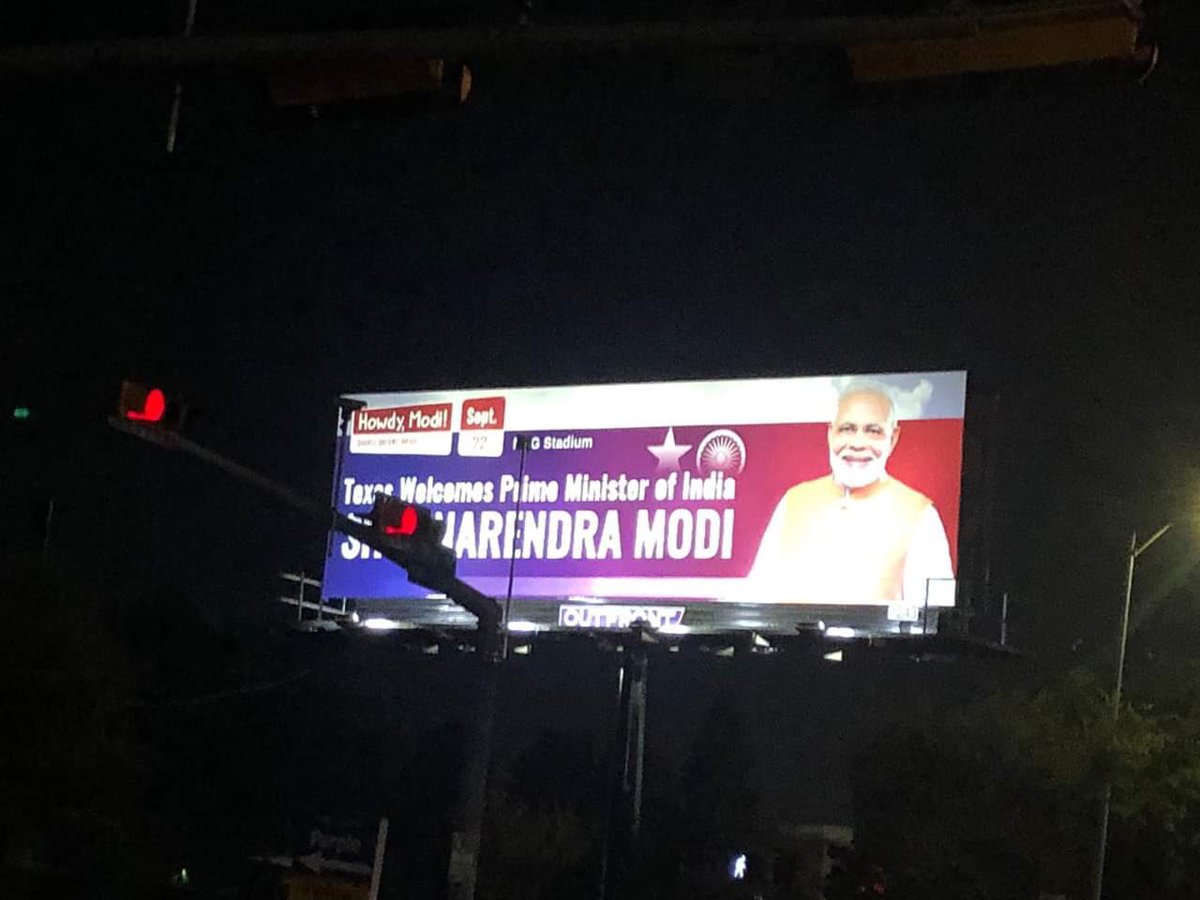 Howdy, Modi!
Sept.
22
G Stadium
Texas Welcomes Prime Minister of India
NARENDRA MODI
OUTFRONT